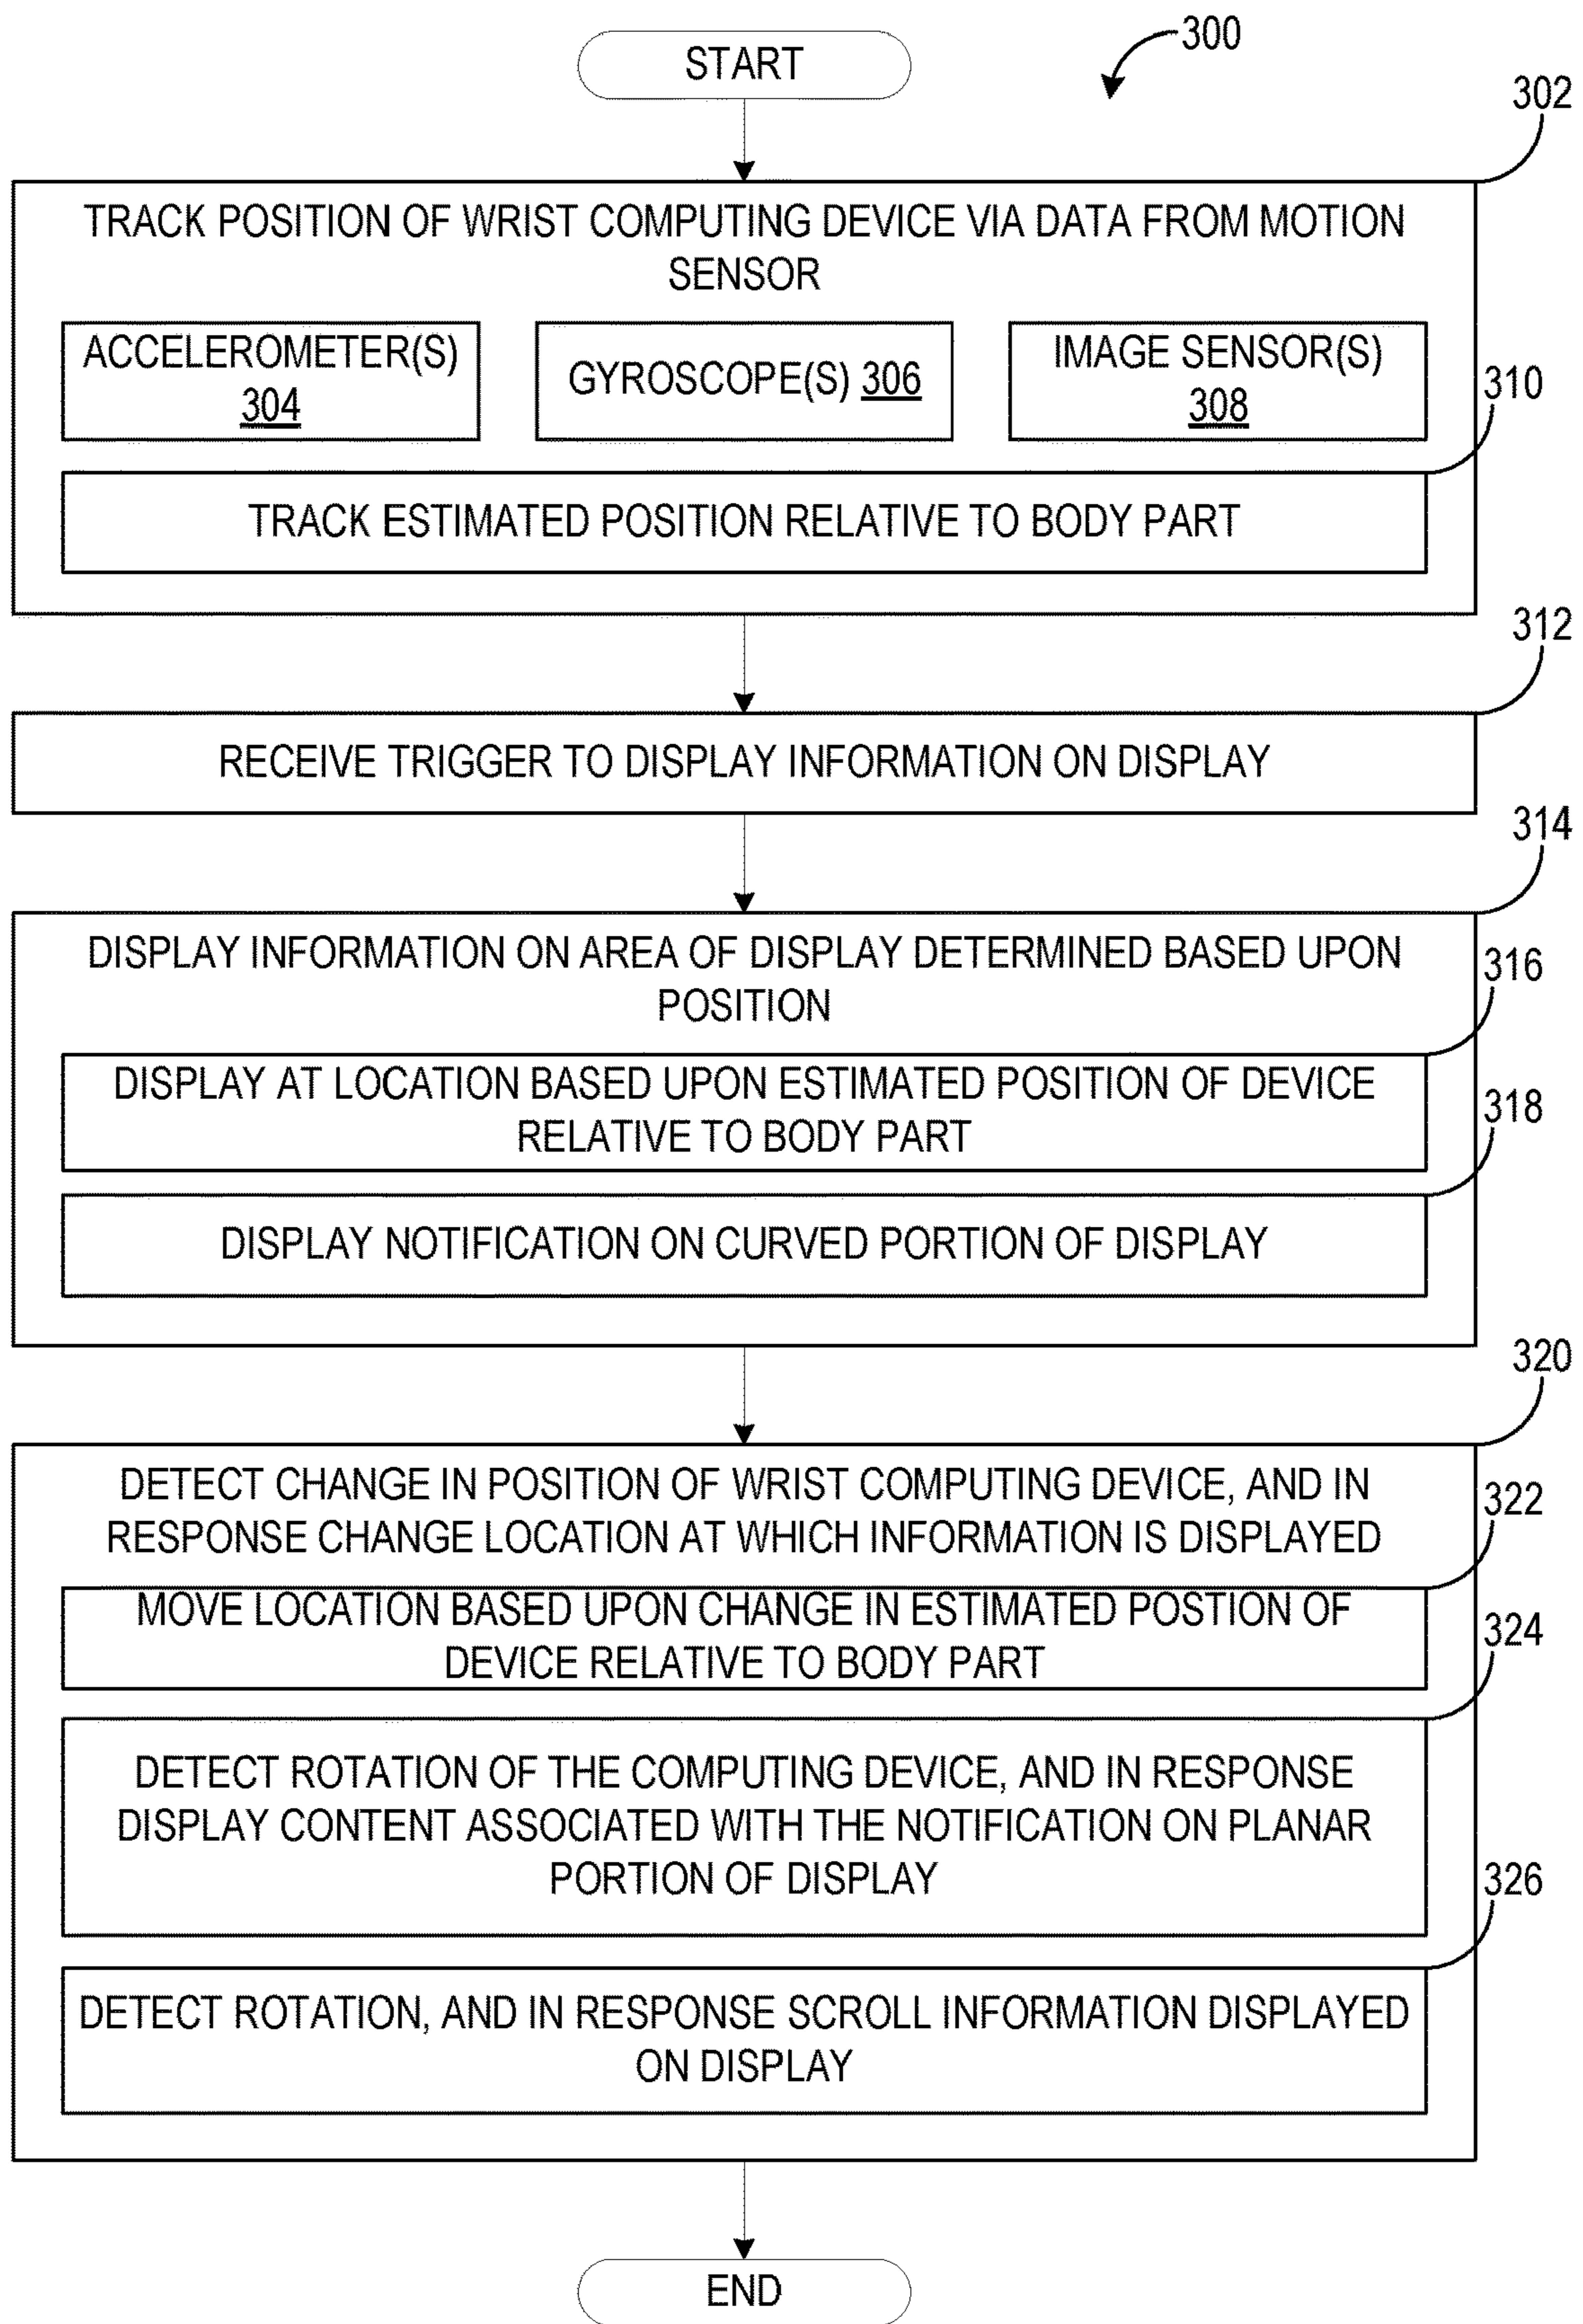 START
300
302
TRACK POSITION OF WRIST COMPUTING DEVICE VIA DATA FROM MOTION
SENSOR
ACCELEROMETER(S)
304
GYROSCOPE(S) 306
IMAGE SENSOR(S)
308
310
TRACK ESTIMATED POSITION RELATIVE TO BODY PART
312
RECEIVE TRIGGER TO DISPLAY INFORMATION ON DISPLAY
314
DISPLAY INFORMATION ON AREA OF DISPLAY DETERMINED BASED UPON
POSITION
316
DISPLAY AT LOCATION BASED UPON ESTIMATED POSITION OF DEVICE
RELATIVE TO BODY PART
318
DISPLAY NOTIFICATION ON CURVED PORTION OF DISPLAY
320
DETECT CHANGE IN POSITION OF WRIST COMPUTING DEVICE, AND IN
RESPONSE CHANGE LOCATION AT WHICH INFORMATION IS DISPLAYED
322
MOVE LOCATION BASED UPON CHANGE IN ESTIMATED POSTION OF
DEVICE RELATIVE TO BODY PART
324
DETECT ROTATION OF THE COMPUTING DEVICE, AND IN RESPONSE
DISPLAY CONTENT ASSOCIATED WITH THE NOTIFICATION ON PLANAR
PORTION OF DISPLAY
326
DETECT ROTATION, AND IN RESPONSE SCROLL INFORMATION DISPLAYED
ON DISPLAY
END